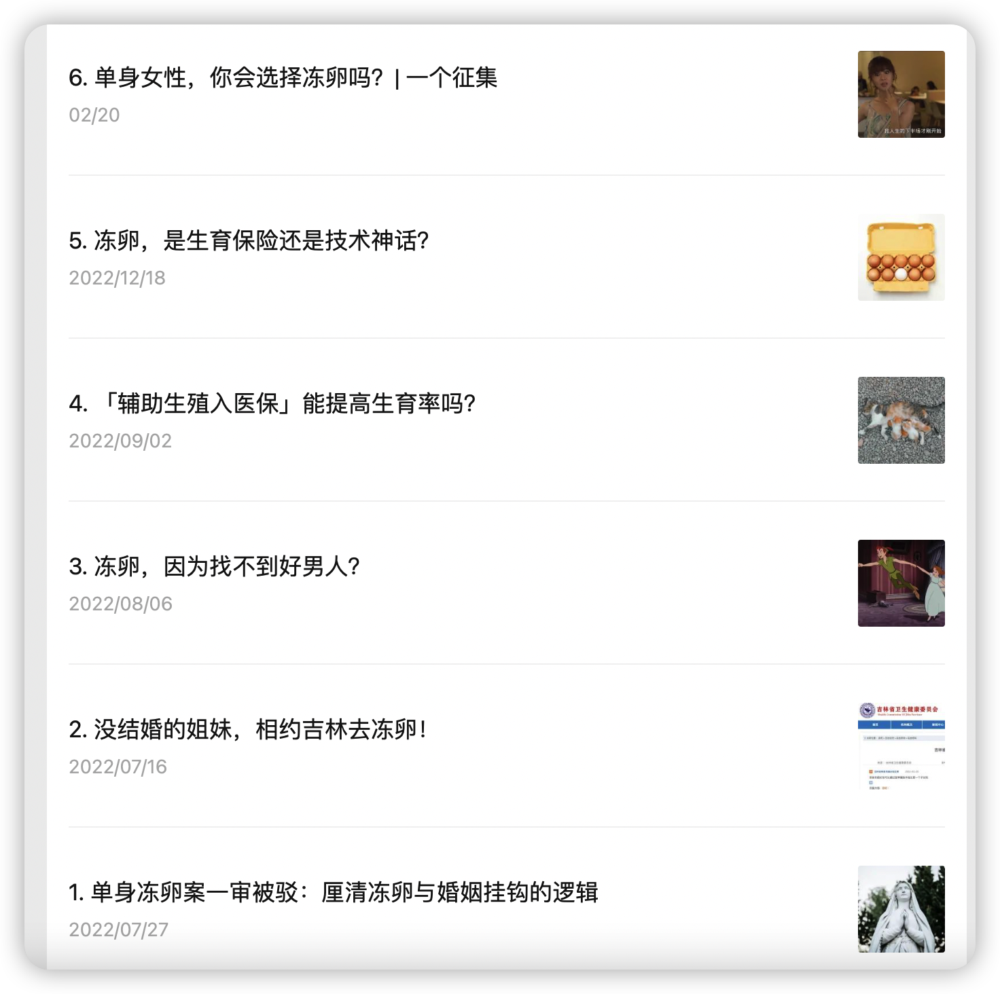 6. 单身女性，你会选择冻卵吗？| 一个征集
02/20
我人生的下半场才刚开始
5. 冻卵，是生育保险还是技术神话？
2022/12/18
4. 「辅助生殖入医保」能提高生育率吗？
2022/09/02
3. 冻卵，因为找不到好男人？
2022/08/06
2. 没结婚的姐妹，相约吉林去冻卵！
2022/07/16
吉林省卫生健康委员会
1. 单身冻卵案一审被驳：厘清冻卵与婚姻挂钩的逻辑
2022/07/27